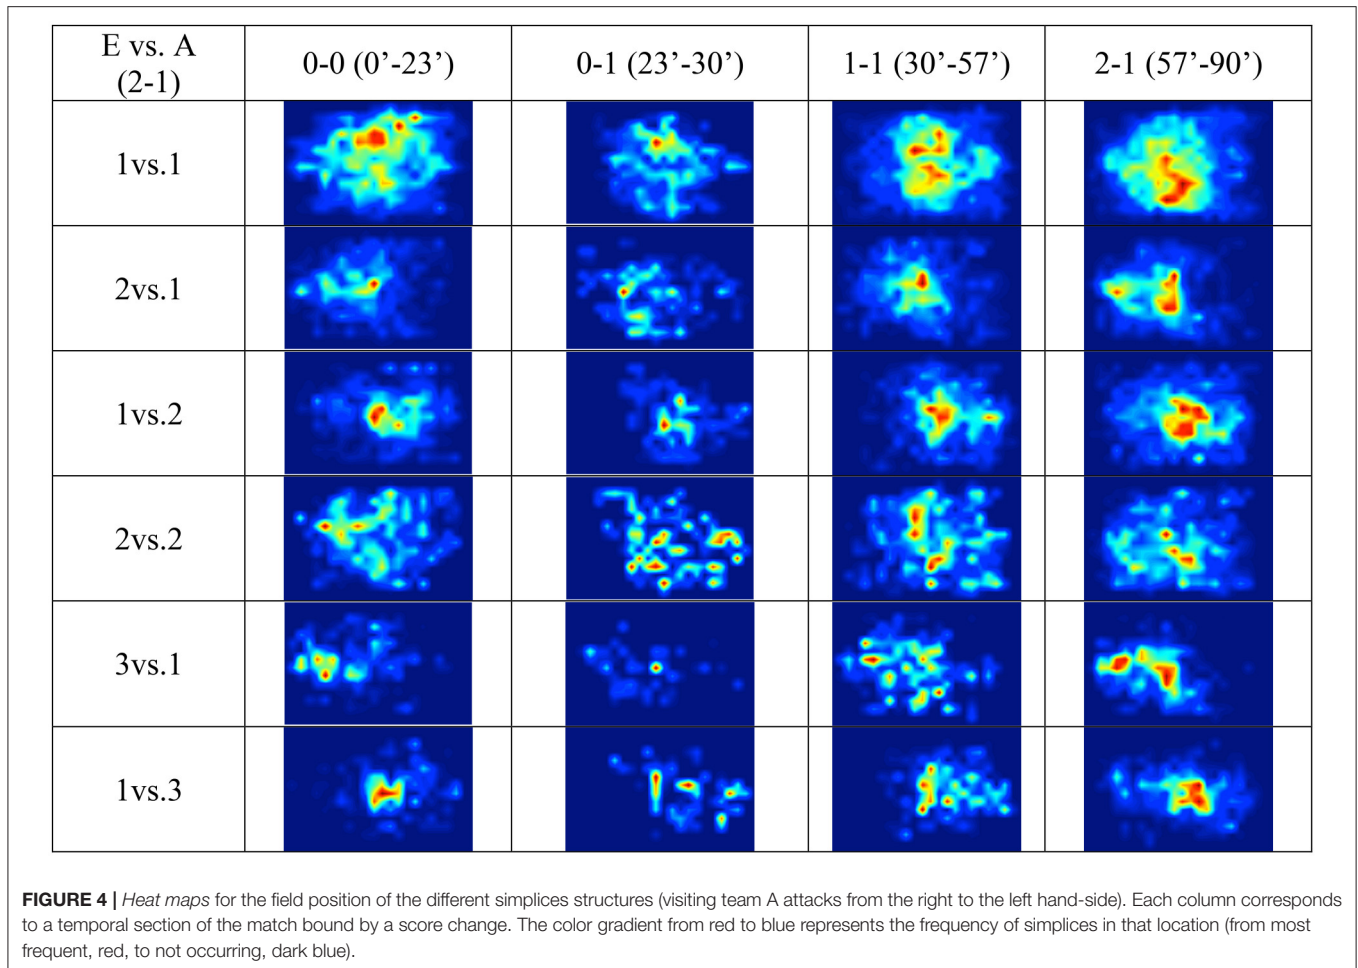 E vs. A
(2-1)
0-0 (0’-23’)
0-1 (23’-30’)
1-1 (30’-57’)
2-1 (57’-90’)
1vs.1
2vs.1
1vs.2
2vs.2
3vs.1
1vs.3
FIGURE 4 | Heat maps for the field position of the different simplices structures (visiting team A attacks from the right to the left hand-side). Each column corresponds
to a temporal section of the match bound by a score change. The color gradient from red to blue represents the frequency of simplices in that location (from most
frequent, red, to not occurring, dark blue).